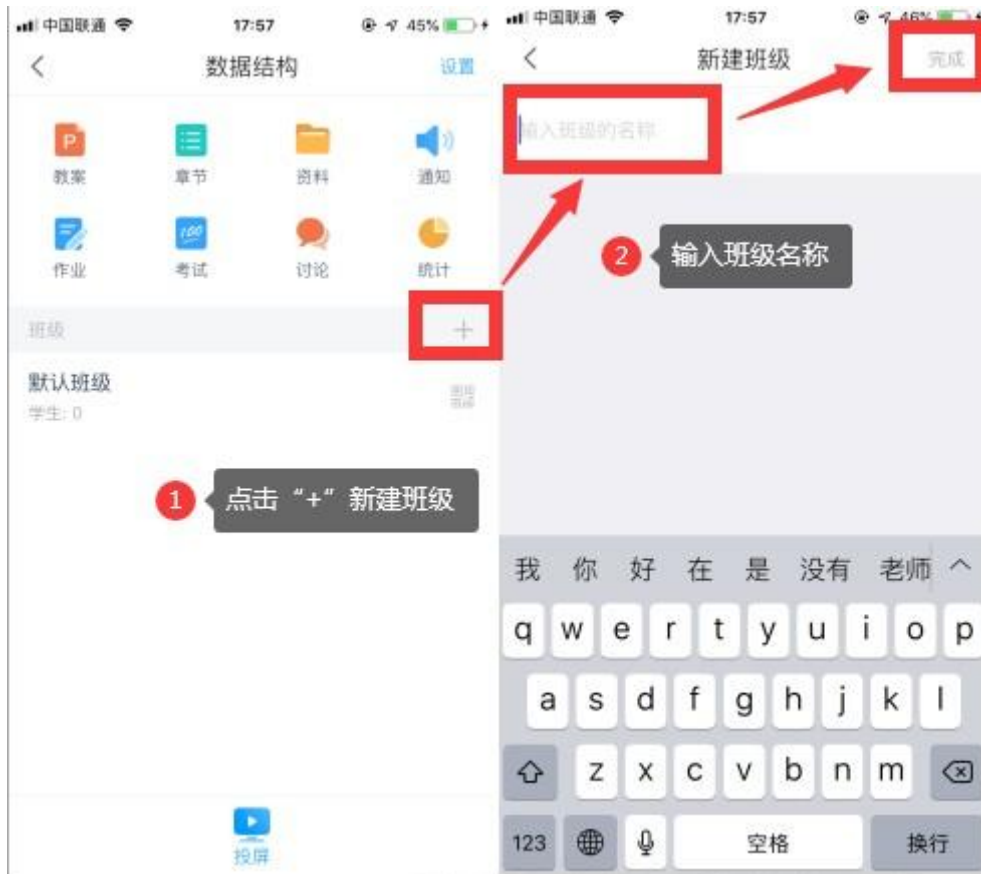 中国联通 17:57 45%
数据结构 设置
P
教案 章节 资料 通知
100
作业 考试 讨论 统计
班级 +
默认班级
学生: 0
1 点击“+”新建班级
投屏
中国联通 17:57 46%
新建班级 完成
输入班级的名称
2 输入班级名称
我 你 好 在 是 没有 老师
q w e r t y u i o p
a s d f g h j k l
z x c v b n m
123 空格 换行